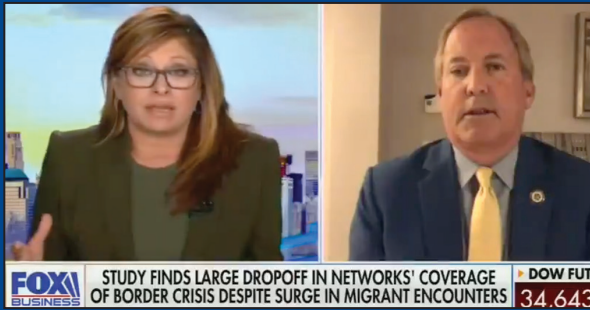 FOX
BUSINESS
STUDY FINDS LARGE DROPOFF IN NETWORKS' COVERAGE
OF BORDER CRISIS DESPITE SURGE IN MIGRANT ENCOUNTERS
DOW FUT
34,643